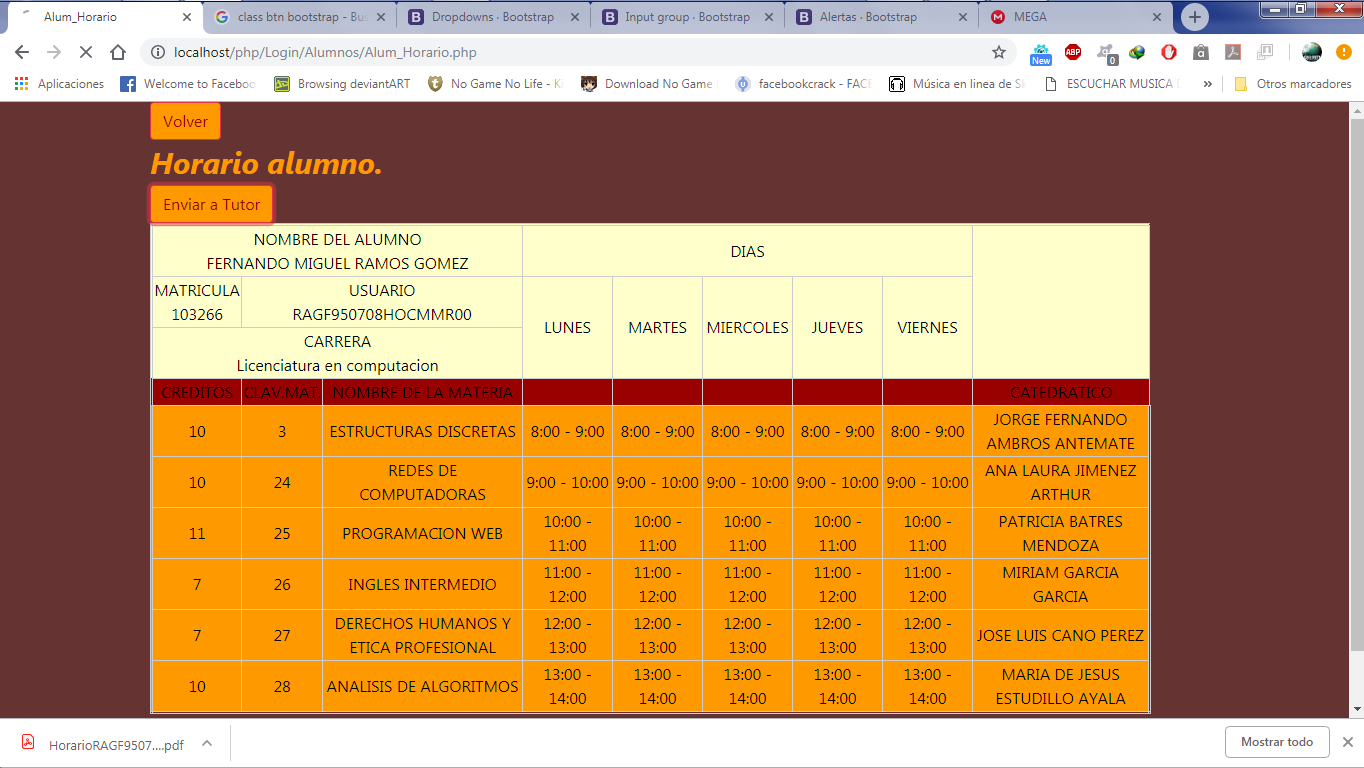 Alum_Horario
class btn bootstrap - Bus
Dropdowns · Bootstrap
Input group · Bootstrap
Alertas · Bootstrap
MEGA
localhost/php/Login/Alumnos/Alum_Horario.php
New
ABP
0
Aplicaciones
Welcome to Faceboo
Browsing deviantART
No Game No Life - Ki
Download No Game
facebookcrack - FACE
Música en linea de Sk
ESCUCHAR MUSICA D
»
Otros marcadores
Volver
Horario alumno.
Enviar a Tutor
NOMBRE DEL ALUMNO
FERNANDO MIGUEL RAMOS GOMEZ
DIAS
MATRICULA
103266
USUARIO
RAGF950708HOCMMR00
CARRERA
Licenciatura en computacion
LUNES
MARTES
MIERCOLES
JUEVES
VIERNES
CREDITOS
CLAV.MAT.
NOMBRE DE LA MATERIA
CATEDRATICO
10
3
ESTRUCTURAS DISCRETAS
8:00 - 9:00
8:00 - 9:00
8:00 - 9:00
8:00 - 9:00
8:00 - 9:00
JORGE FERNANDO
AMBROS ANTEMATE
10
24
REDES DE
COMPUTADORAS
9:00 - 10:00
9:00 - 10:00
9:00 - 10:00
9:00 - 10:00
9:00 - 10:00
ANA LAURA JIMENEZ
ARTHUR
11
25
PROGRAMACION WEB
10:00 -
11:00
10:00 -
11:00
10:00 -
11:00
10:00 -
11:00
10:00 -
11:00
PATRICIA BATRES
MENDOZA
7
26
INGLES INTERMEDIO
11:00 -
12:00
11:00 -
12:00
11:00 -
12:00
11:00 -
12:00
11:00 -
12:00
MIRIAM GARCIA
GARCIA
7
27
DERECHOS HUMANOS Y
ETICA PROFESIONAL
12:00 -
13:00
12:00 -
13:00
12:00 -
13:00
12:00 -
13:00
12:00 -
13:00
JOSE LUIS CANO PEREZ
10
28
ANALISIS DE ALGORITMOS
13:00 -
14:00
13:00 -
14:00
13:00 -
14:00
13:00 -
14:00
13:00 -
14:00
MARIA DE JESUS
ESTUDILLO AYALA
HorarioRAGF9507....pdf
Mostrar todo